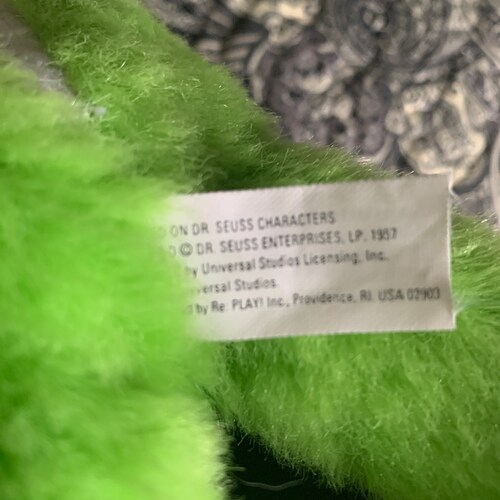 ON DR. SEUSS CHARACTERS
© DR. SEUSS ENTERPRISES, LP. 1957
by Universal Studios Licensing, Inc.
versal Studios.
by Re: PLAY! Inc., Providence, RI. USA 02903